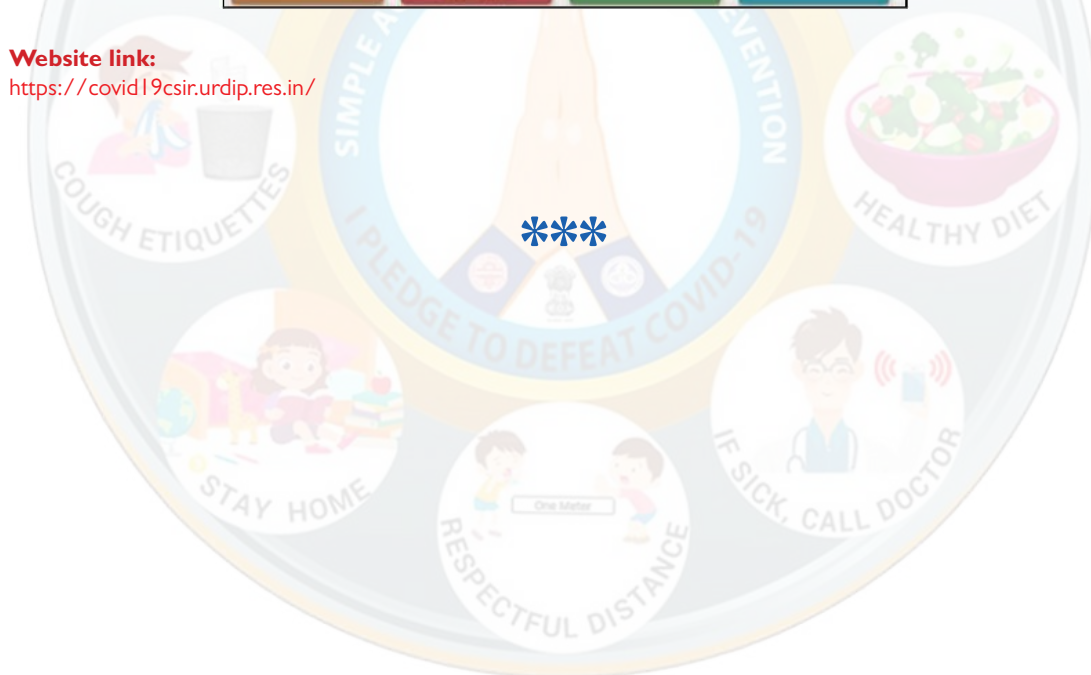 Website link:
https://covid19csir.urdip.res.in/
SIMPLE A
EVENTION
***
I PLEDGE TO DEFEAT COVID-19
COUGH ETIQUETTES
HEALTHY DIET
STAY HOME
One Meter
RESPECTFUL DISTANCE
IF SICK, CALL DOCTOR